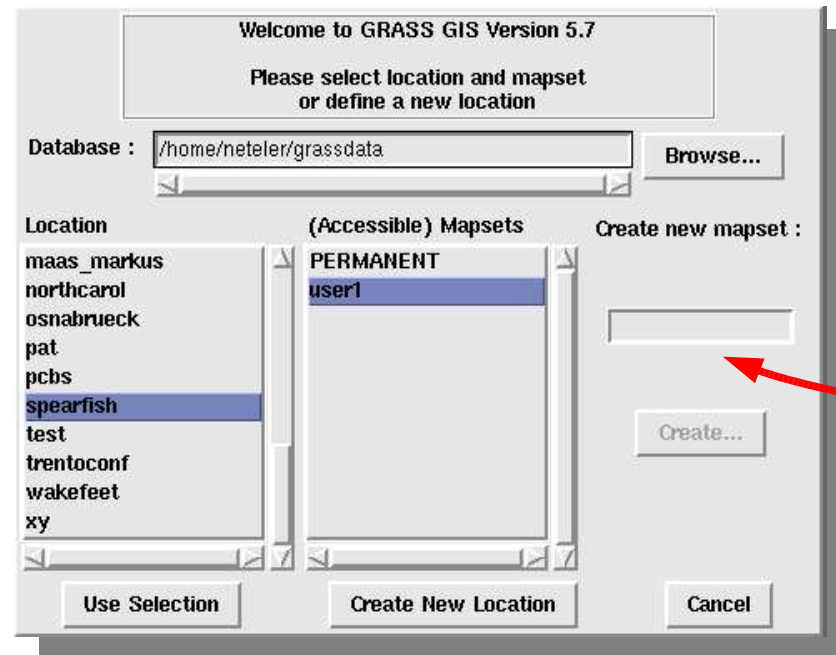 Welcome to GRASS GIS Version 5.7
Please select location and mapset
or define a new location
Database :
/home/neteler/grassdata
Browse...
Location
(Accessible) Mapsets
Create new mapset :
maas_markus
northcarol
osnabrueck
pat
pcbs
spearfish
test
trentoconf
wakefeet
xy
PERMANENT
user1
Create...
Use Selection
Create New Location
Cancel